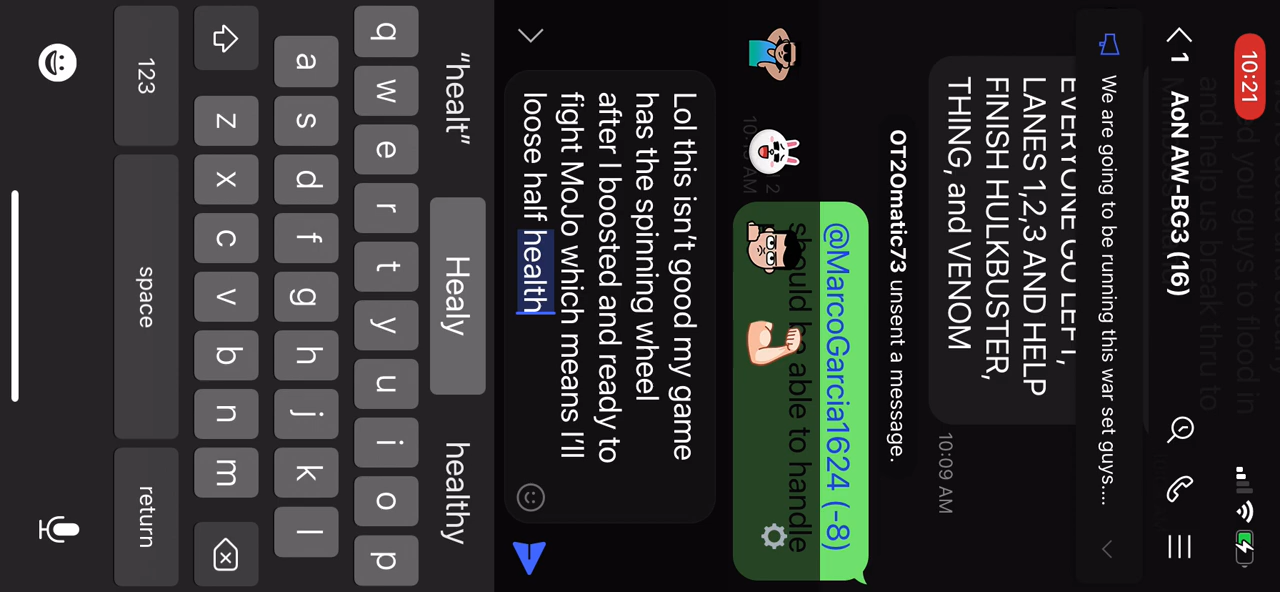 10:21
1 AoN AW-BG3 (16)
We are going to be running this war set guys....
EVERYONE GO LEFT,
LANES 1,2,3 AND HELP
FINISH HULKBUSTER,
THING, and VENOM
10:09 AM
OT2Omatic73 unsent a message.
@MarcoGarcia1624 (-8)
should be able to handle
Lol this isn't good my game
has the spinning wheel
after I boosted and ready to
fight MoJo which means I'll
loose half health
"healt" Healy healthy
q w e r t y u i o p
a s d f g h j k l
z x c v b n m
123 space return